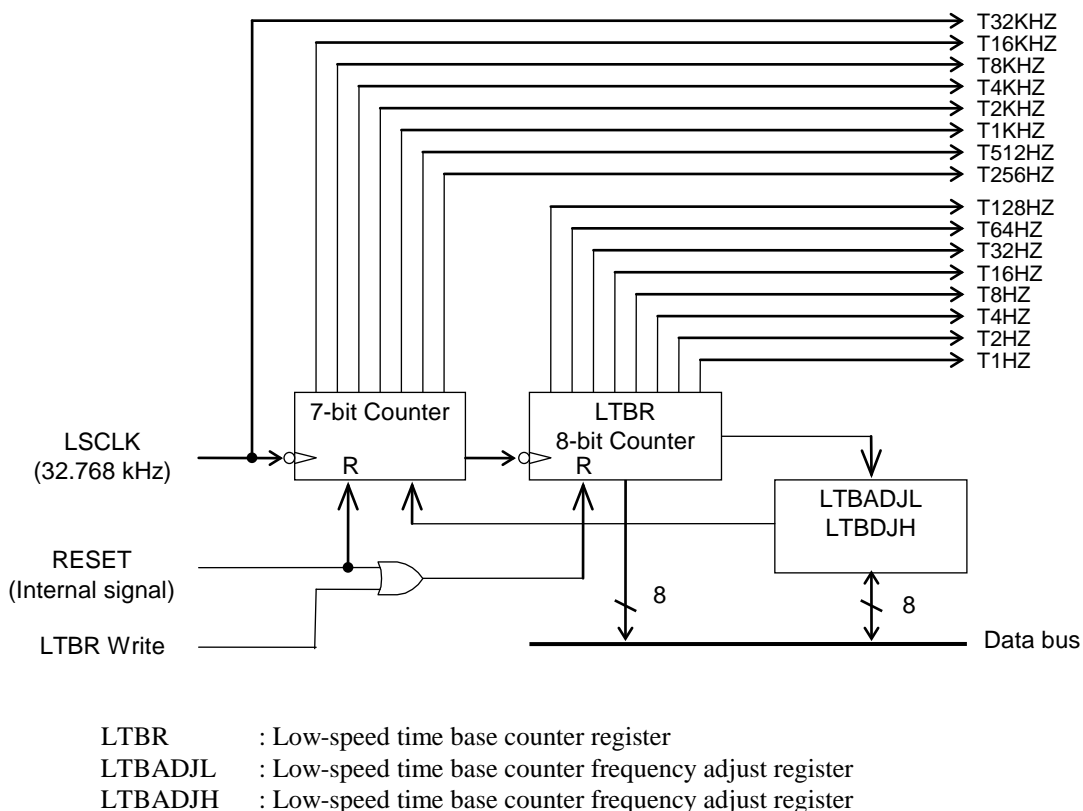 T32KHZ
T16KHZ
T8KHZ
T4KHZ
T2KHZ
T1KHZ
T512HZ
T256HZ
T128HZ
T64HZ
T32HZ
T16HZ
T8HZ
T4HZ
T2HZ
T1HZ
7-bit Counter
R
LTBR
8-bit Counter
R
LSCLK
(32.768 kHz)
LTBADJL
LTBDJH
RESET
(Internal signal)
8
8
LTBR Write
Data bus
LTBR : Low-speed time base counter register
LTBADJL : Low-speed time base counter frequency adjust register
LTBADJH : Low-speed time base counter frequency adjust register